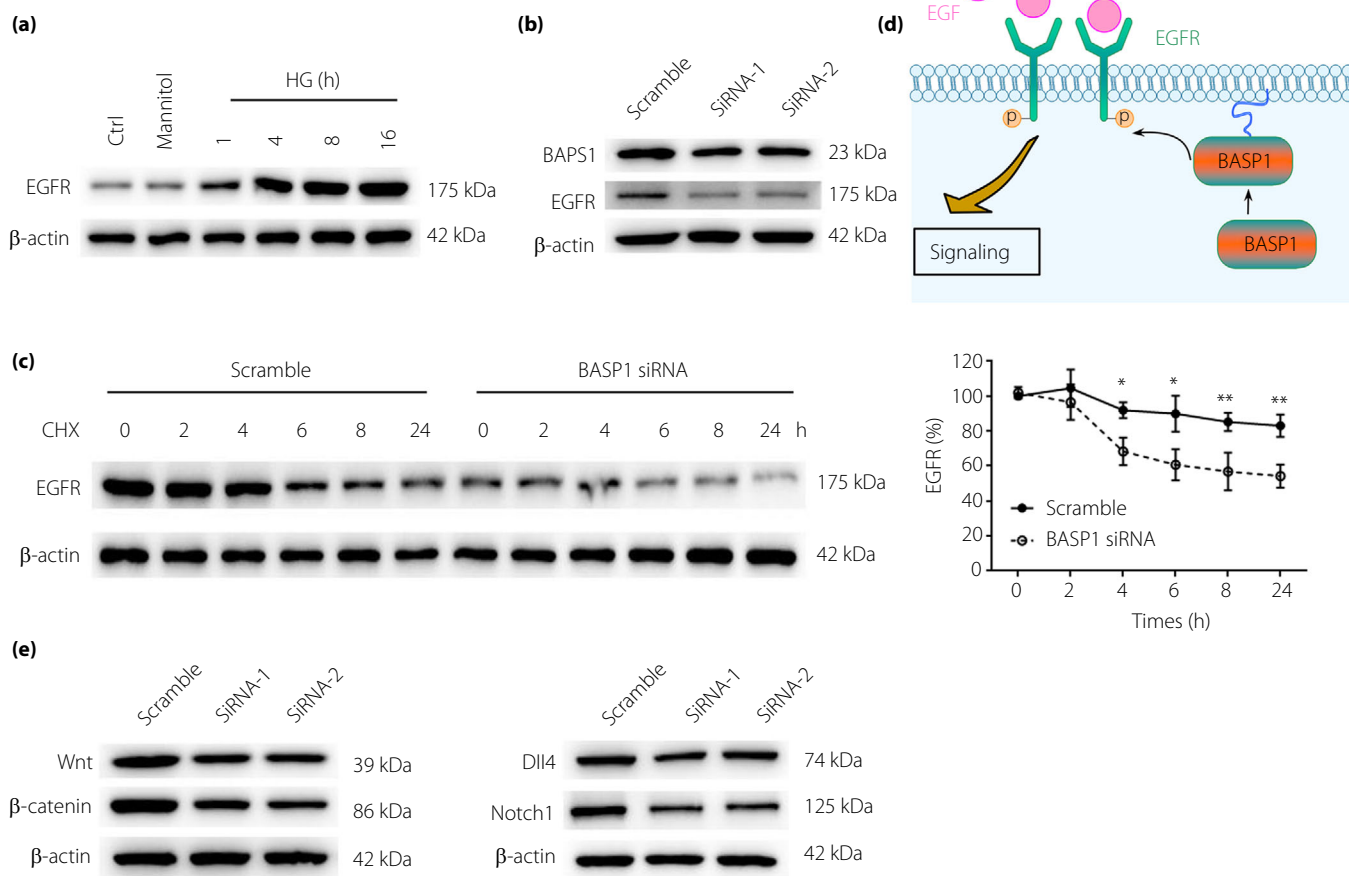 (a)
HG (h)
Ctrl Mannitol 1 4 8 16
EGFR 175 kDa
β-actin 42 kDa
(b)
Scramble SiRNA-1 SiRNA-2
BAPS1 23 kDa
EGFR 175 kDa
β-actin 42 kDa
(d)
EGF
EGFR
p p
BASP1
BASP1
Signaling
(c)
Scramble BASP1 siRNA
CHX 0 2 4 6 8 24 0 2 4 6 8 24 h
EGFR 175 kDa
β-actin 42 kDa
EGFR (%)
120
100
80
60
40
20
0
* * ** **
Scramble
BASP1 siRNA
0 2 4 6 8 24
Times (h)
(e)
Scramble SiRNA-1 SiRNA-2
Wnt 39 kDa
β-catenin 86 kDa
β-actin 42 kDa
Scramble SiRNA-1 SiRNA-2
Dll4 74 kDa
Notch1 125 kDa
β-actin 42 kDa